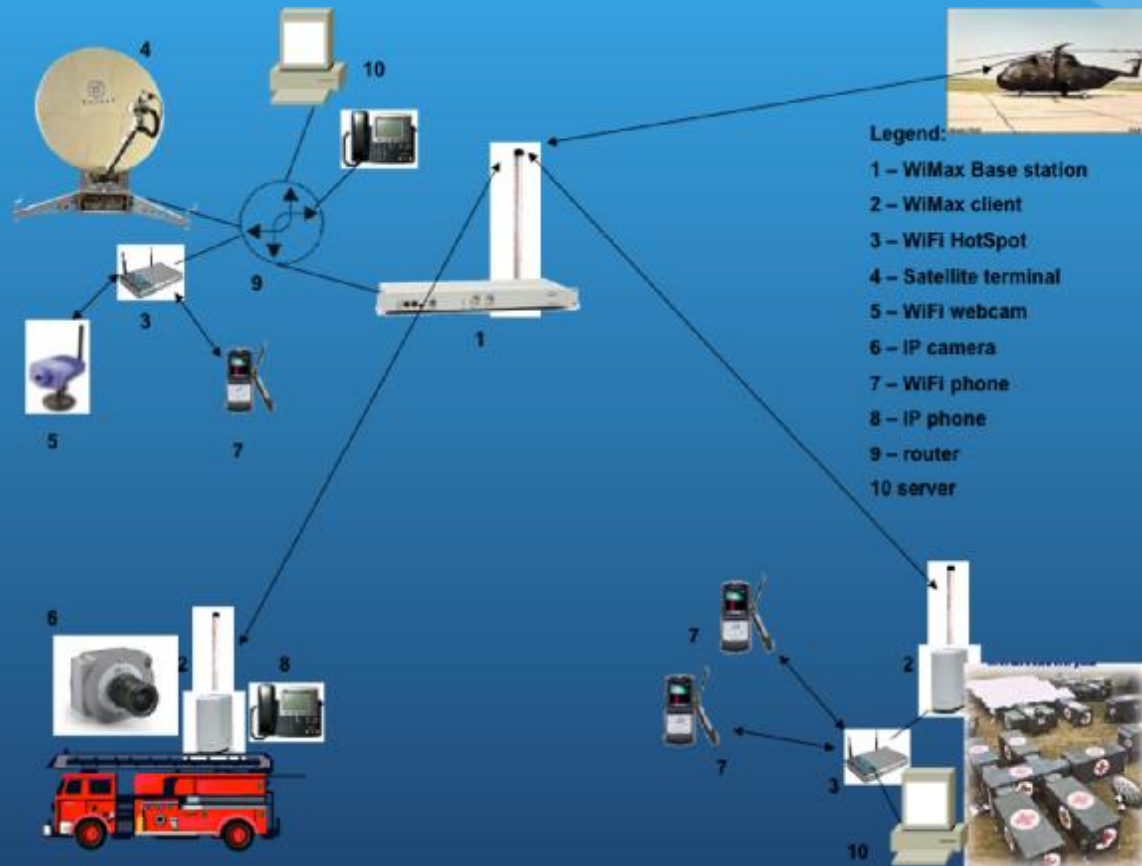 4
10
Legend:
1 – WiMax Base station
2 – WiMax client
3 – WiFi HotSpot
4 – Satellite terminal
5 – WiFi webcam
6 – IP camera
7 – WiFi phone
8 – IP phone
9 – router
10 server
9
3
1
5
7
6
2
8
7
2
7
3
10